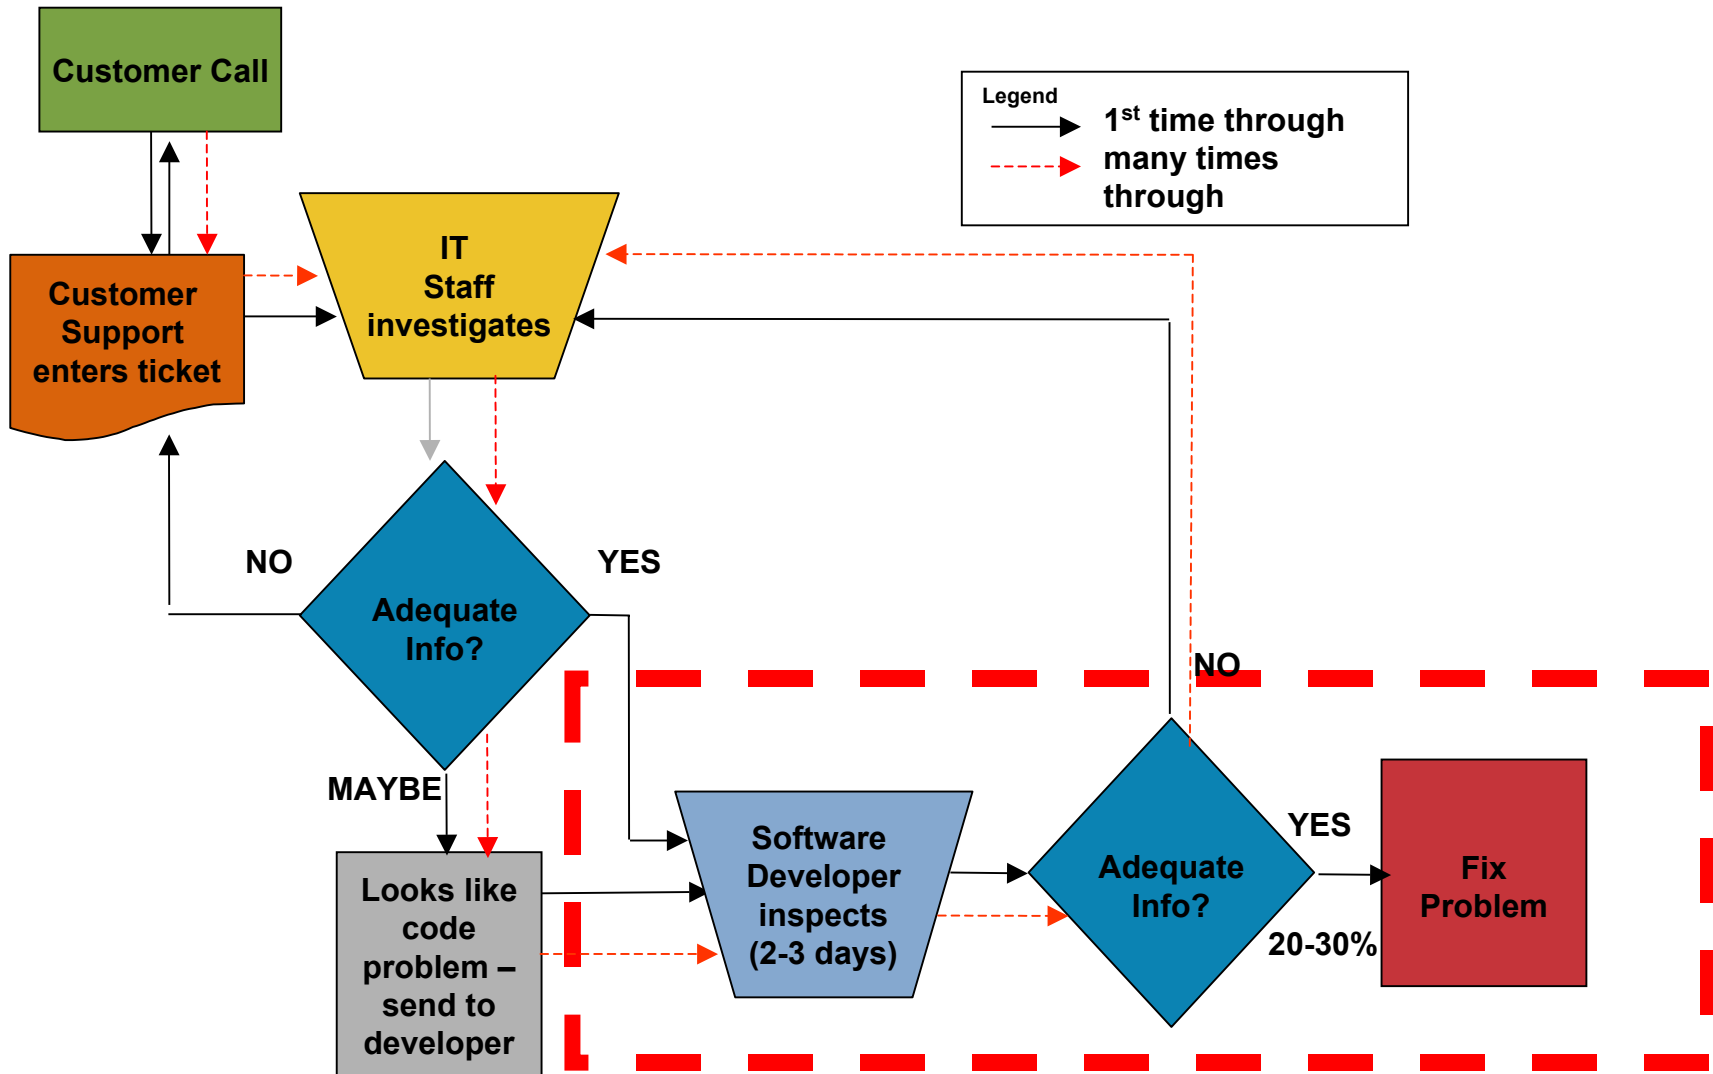 Customer Call
Legend
1st time through
many times
through
IT
Staff
investigates
Customer
Support
enters ticket
NO
YES
Adequate
Info?
NO
MAYBE
YES
Software
Developer
inspects
(2-3 days)
Adequate
Info?
Fix
Problem
20-30%
Looks like
code
problem –
send to
developer